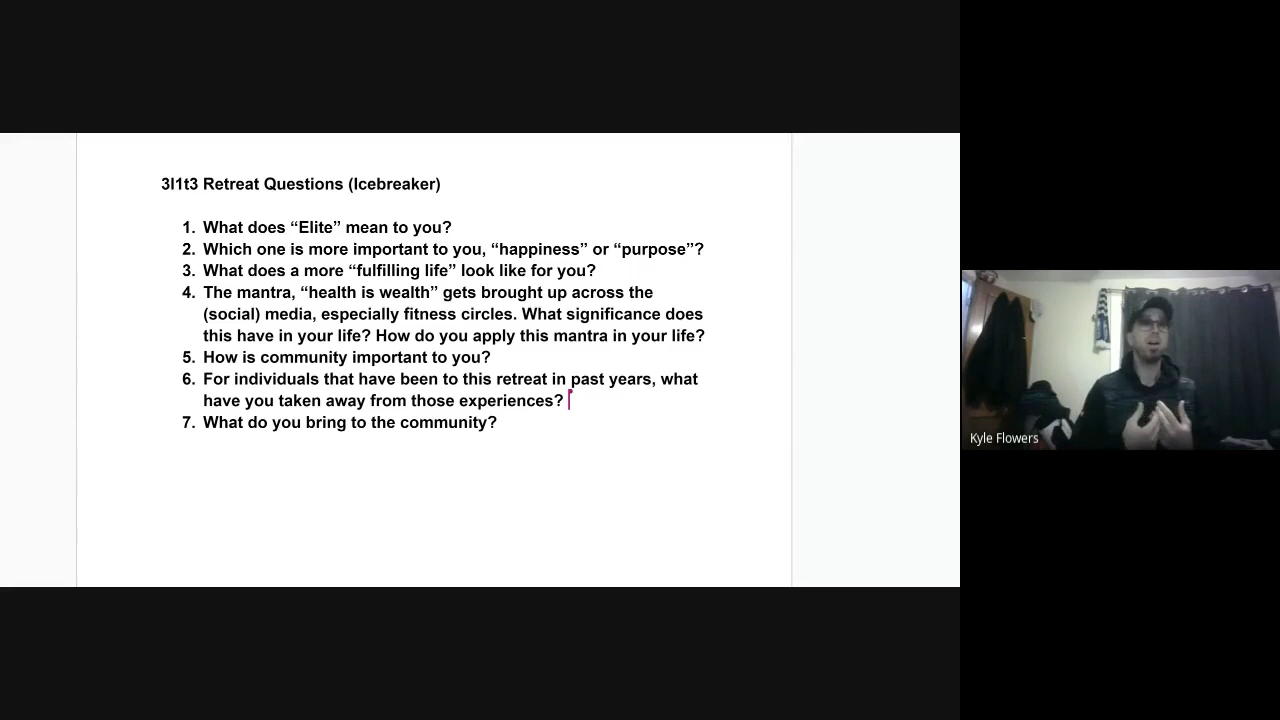 3l1t3 Retreat Questions (Icebreaker)
1. What does “Elite” mean to you?
2. Which one is more important to you, “happiness” or “purpose”?
3. What does a more “fulfilling life” look like for you?
4. The mantra, “health is wealth” gets brought up across the
(social) media, especially fitness circles. What significance does
this have in your life? How do you apply this mantra in your life?
5. How is community important to you?
6. For individuals that have been to this retreat in past years, what
have you taken away from those experiences?
7. What do you bring to the community?
Kyle Flowers